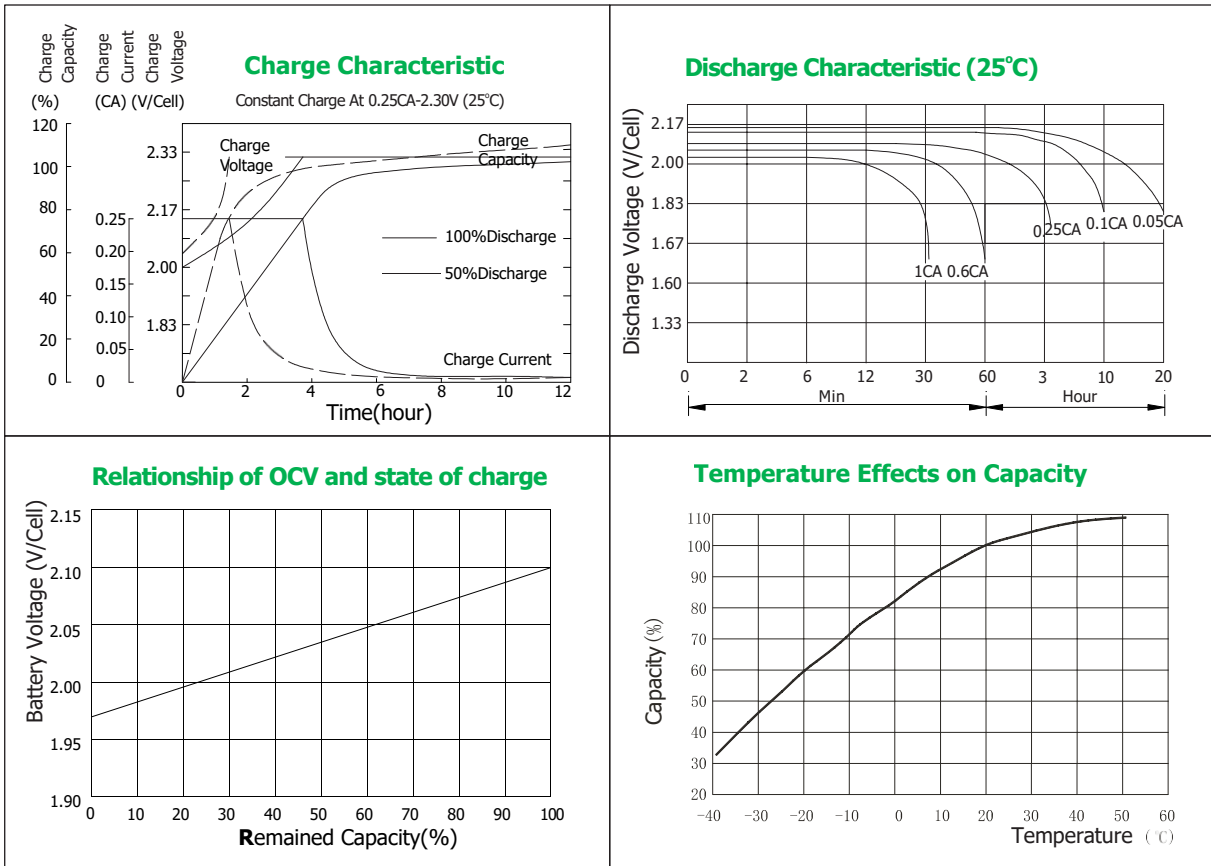 Charge
Capacity
Charge
Current
Charge
Voltage
(%)
(CA) (V/Cell)
Charge Characteristic
Constant Charge At 0.25CA-2.30V (25°C)
120
100
80
60
40
20
0
0.25
0.20
0.15
0.10
0.05
0
2.33
2.17
2.00
1.83
Charge
Voltage
Charge
Capacity
100%Discharge
50%Discharge
Charge Current
0 2 4 6 8 10 12
Time(hour)
Discharge Characteristic (25°C)
Discharge Voltage (V/Cell)
2.17
2.00
1.83
1.67
1.60
1.33
1CA 0.6CA
0.25CA
0.1CA
0.05CA
0 2 6 12 30 60 3 10 20
Min
Hour
Relationship of OCV and state of charge
Battery Voltage (V/Cell)
2.15
2.10
2.05
2.00
1.95
1.90
0 10 20 30 40 50 60 70 80 90 100
Remained Capacity(%)
Temperature Effects on Capacity
Capacity(%)
110
100
90
80
70
60
50
40
30
20
-40 -30 -20 -10 0 10 20 30 40 50 60
Temperature (℃)